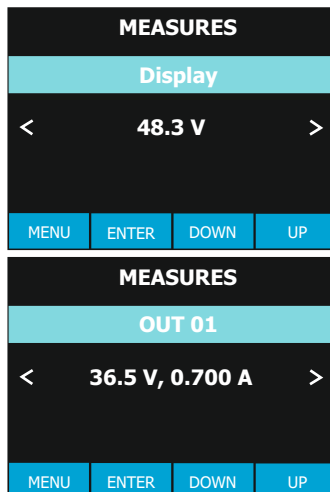 MEASURES
Display
< 48.3 V >
MENU ENTER DOWN UP
MEASURES
OUT 01
< 36.5 V, 0.700 A >
MENU ENTER DOWN UP